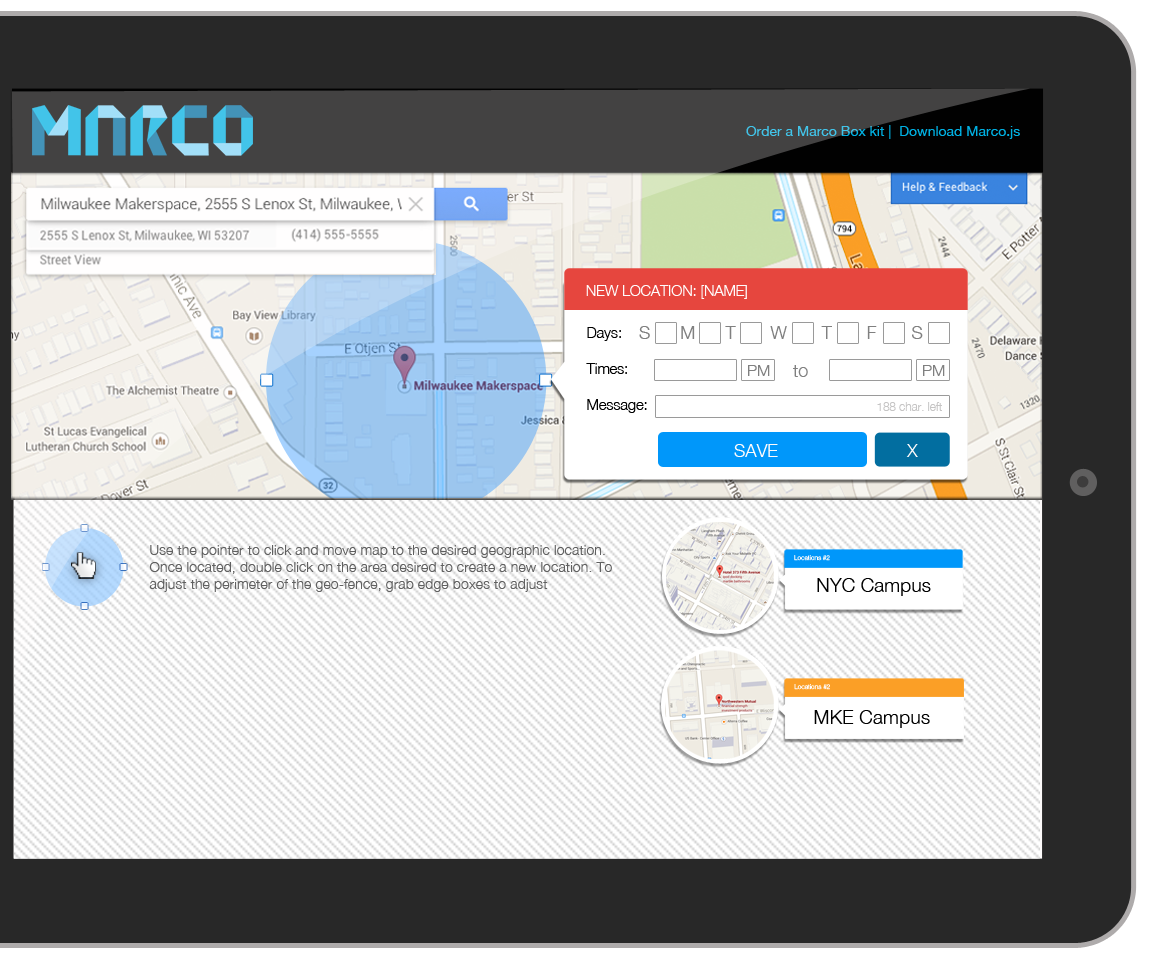 MARCO
Order a Marco Box kit | Download Marco.js
Milwaukee Makerspace, 2555 S Lenox St, Milwaukee, \
er St
Help & Feedback
2555 S Lenox St, Milwaukee, WI 53207 (414) 555-5555
Street View
2500
794
2444
E Potter
La
nic Ave
Bay View Library
E Otjen St
Milwaukee Makerspace
The Alchemist Theatre
St Lucas Evangelical
Lutheran Church School
Jessica
Dover St
32
2470
Delaware
Dance
1320
S St Clair St
NEW LOCATION: [NAME]
Days: S M T W T F S
Times: PM to PM
Message: 188 char. left
SAVE X
Use the pointer to click and move map to the desired geographic location.
Once located, double click on the area desired to create a new location. To
adjust the perimeter of the geo-fence, grab edge boxes to adjust
Locations #2
NYC Campus
Locations #2
MKE Campus
Northwestern Mutual